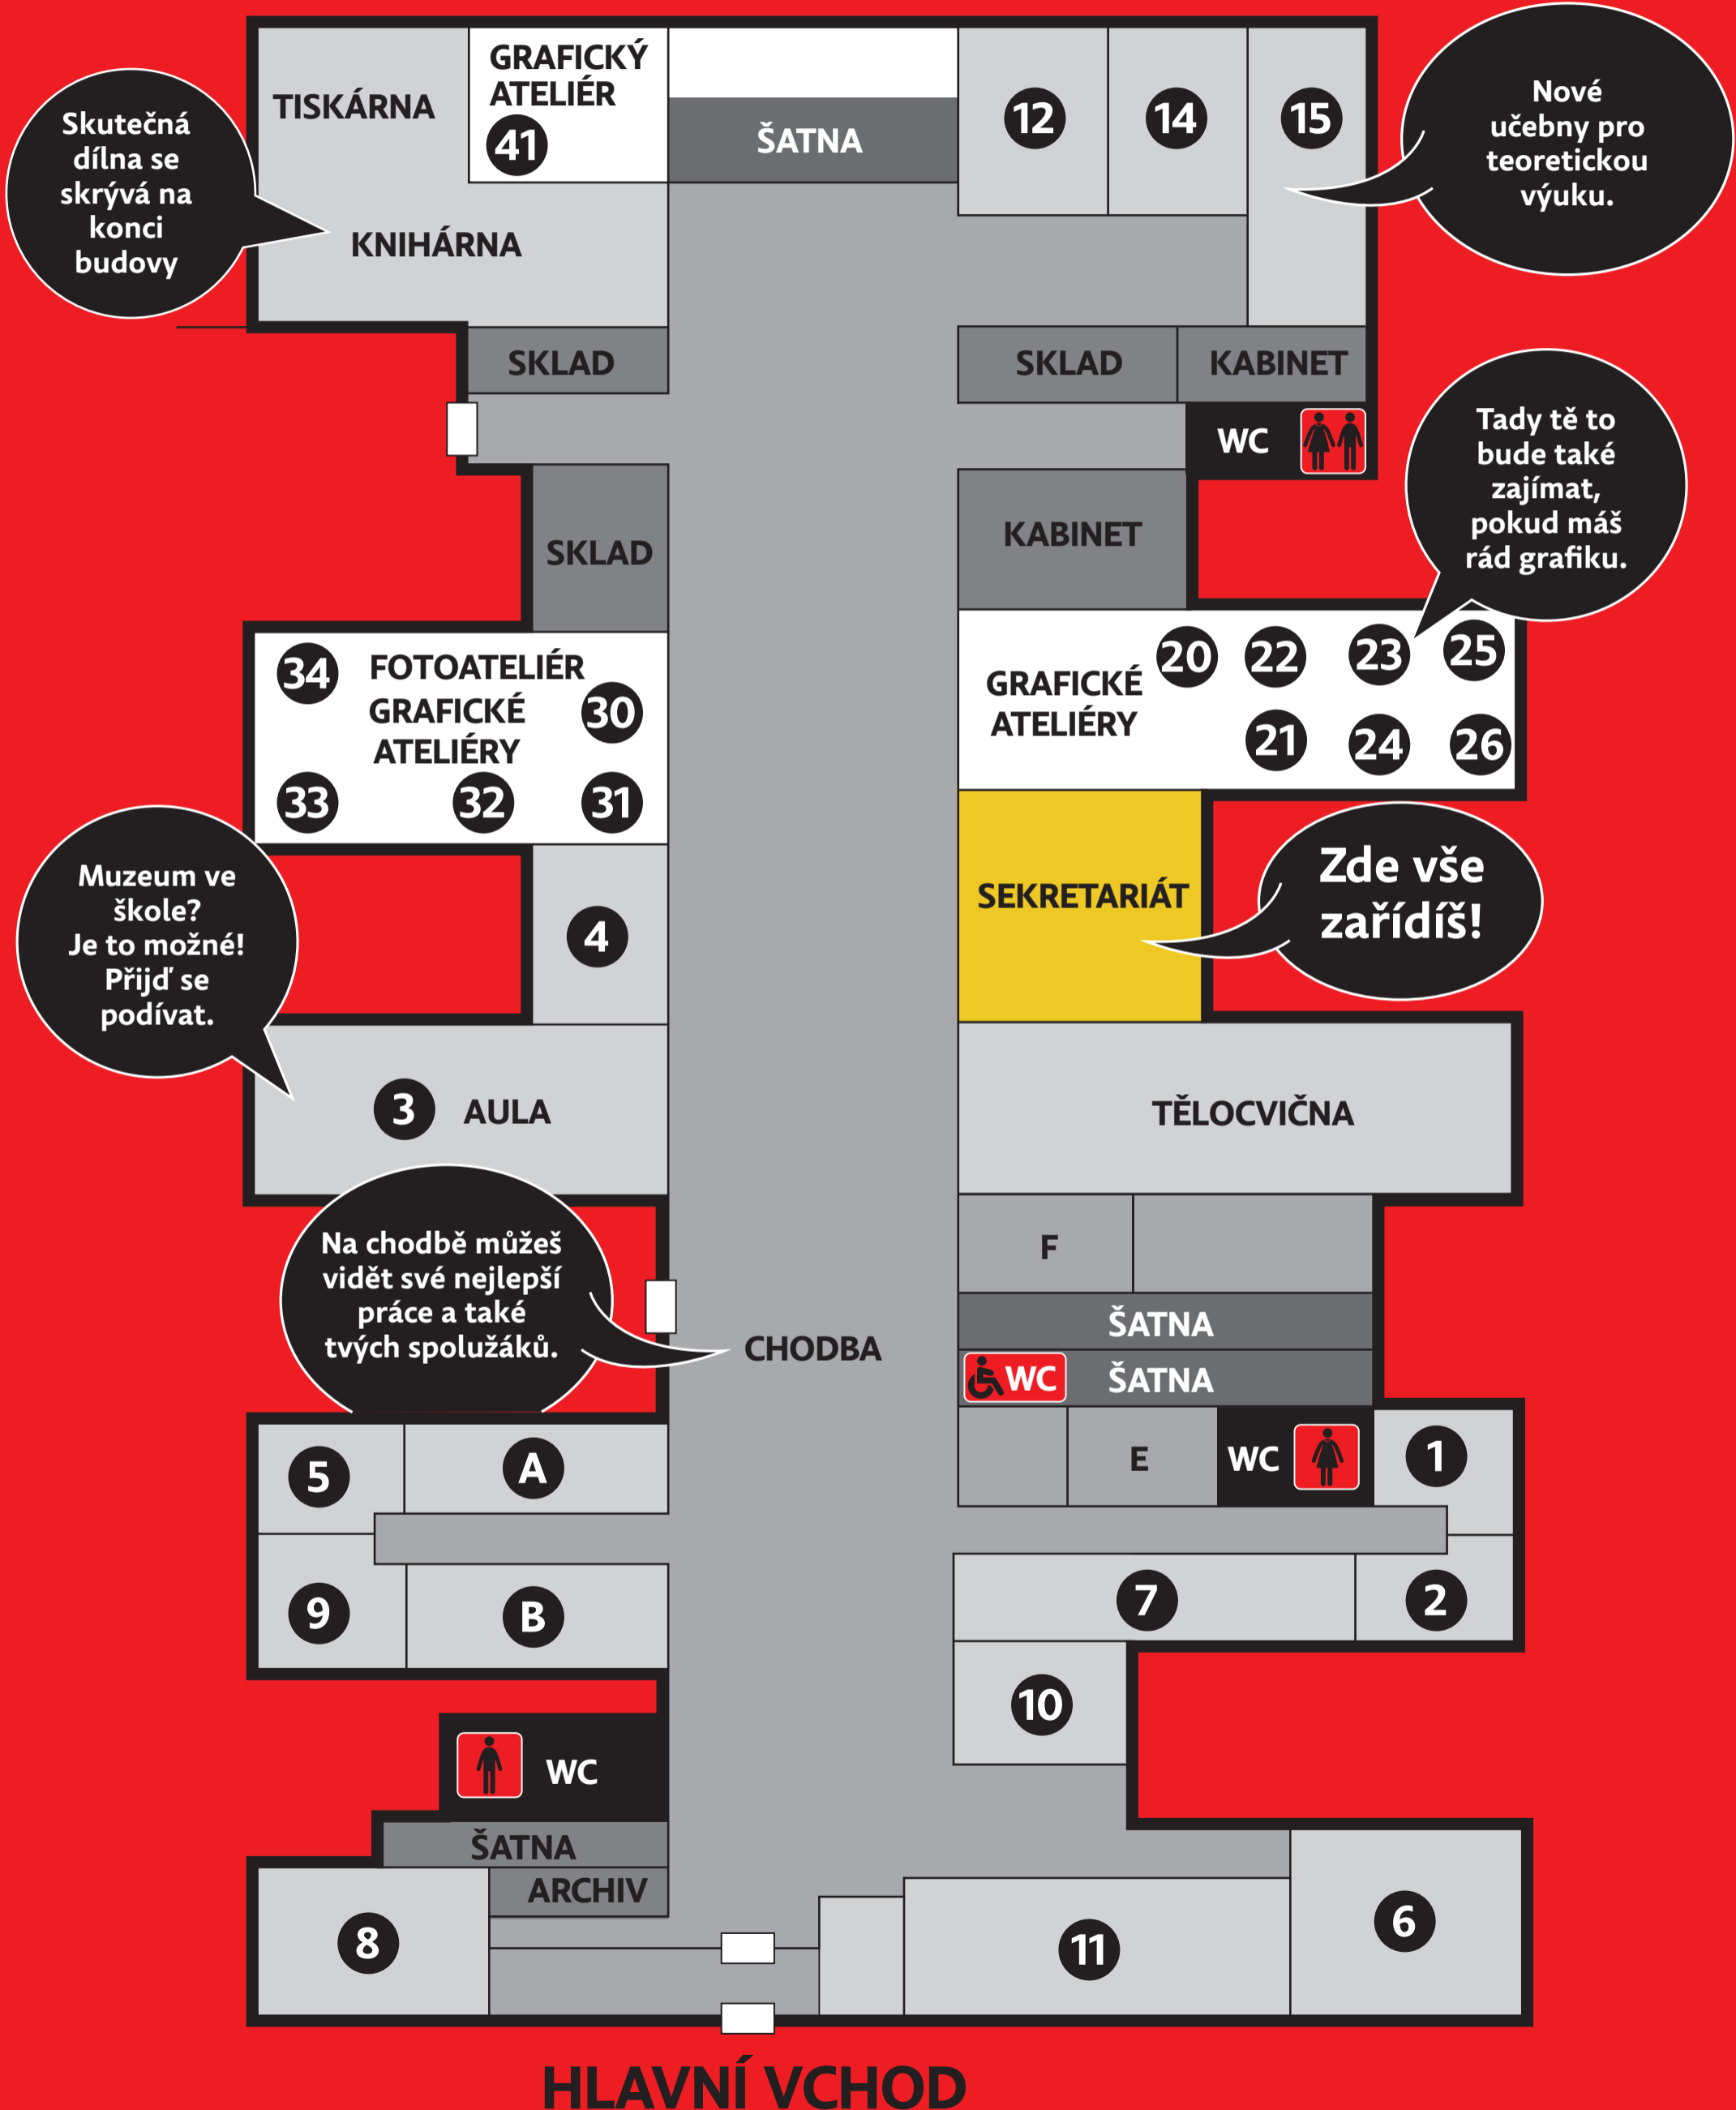 GRAFICKÝ
ATELIÉR
41
TISKÁRNA
ŠATNA
12
14
15
Nové
učebny pro
teoretickou
výuku.
Skutečná
dílna se
skrývá na
konci
budovy
KNIHÁRNA
SKLAD
SKLAD
KABINET
WC
Tady tě to
bude také
zajímat,
pokud máš
rád grafiku.
SKLAD
KABINET
34
FOTOATELIÉR
GRAFICKÉ
ATELIÉRY
30
33
32
31
GRAFICKÉ
ATELIÉRY
20
22
23
25
21
24
26
Muzeum ve
škole?
Je to možné!
Přijď se
podívat.
4
SEKRETARIÁT
Zde vše
zařídíš!
3
AULA
TĚLOCVIČNA
Na chodbě můžeš
vidět své nejlepší
práce a také
tvých spolužáků.
CHODBA
F
ŠATNA
WC
ŠATNA
5
A
E
WC
1
9
B
7
2
10
WC
ŠATNA
ARCHIV
8
11
6
HLAVNÍ VCHOD